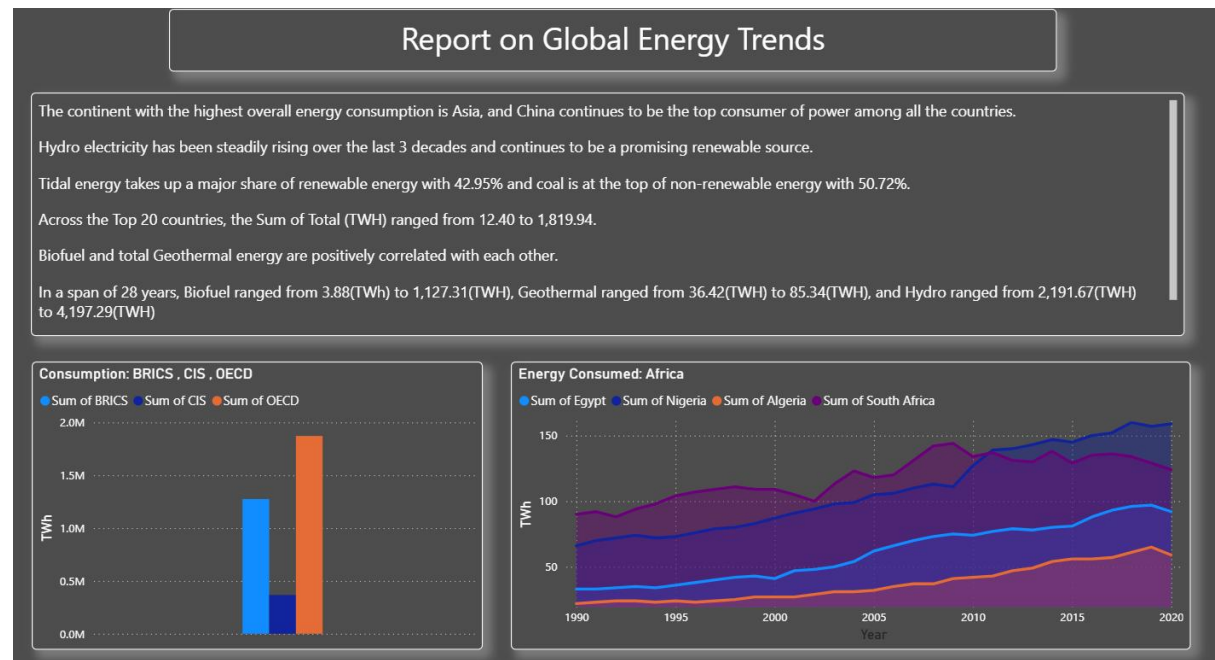 Report on Global Energy Trends
The continent with the highest overall energy consumption is Asia, and China continues to be the top consumer of power among all the countries.
Hydro electricity has been steadily rising over the last 3 decades and continues to be a promising renewable source.
Tidal energy takes up a major share of renewable energy with 42.95% and coal is at the top of non-renewable energy with 50.72%.
Across the Top 20 countries, the Sum of Total (TWH) ranged from 12.40 to 1,819.94.
Biofuel and total Geothermal energy are positively correlated with each other.
In a span of 28 years, Biofuel ranged from 3.88(TWh) to 1,127.31(TWH), Geothermal ranged from 36.42(TWH) to 85.34(TWH), and Hydro ranged from 2,191.67(TWH)
to 4,197.29(TWH)
Consumption: BRICS , CIS , OECD
Sum of BRICS Sum of CIS Sum of OECD
2.0M
1.5M
1.0M
0.5M
0.0M
TWh
Energy Consumed: Africa
Sum of Egypt Sum of Nigeria Sum of Algeria Sum of South Africa
150
100
50
TWh
1990 1995 2000 2005 2010 2015 2020
Year